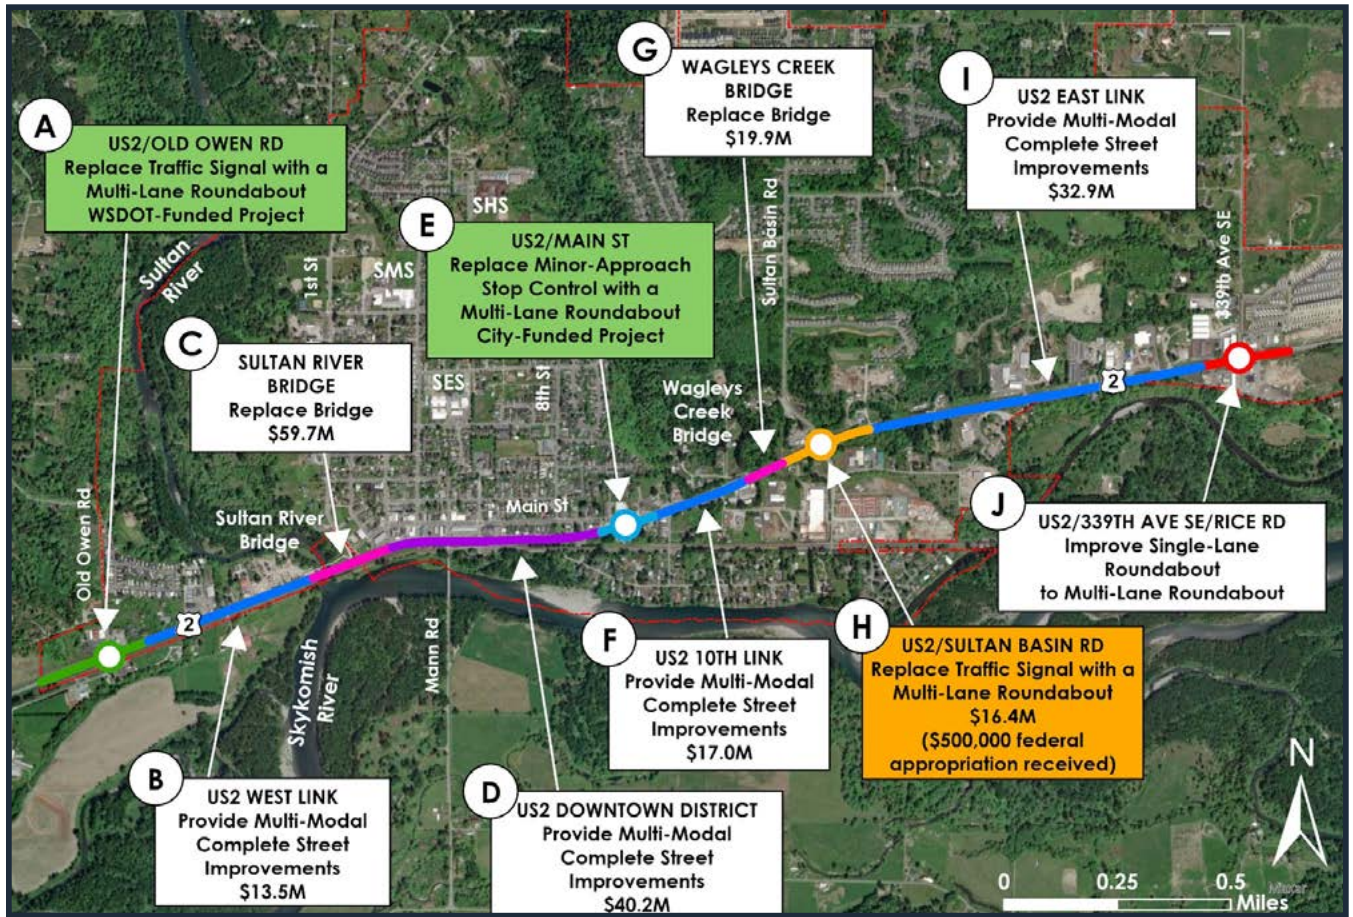 A
US2/OLD OWEN RD
Replace Traffic Signal with a
Multi-Lane Roundabout
WSDOT-Funded Project
Sultan
River
1st St
SHS
SMS
SES
8th St
C
SULTAN RIVER
BRIDGE
Replace Bridge
$59.7M
E
US2/MAIN ST
Replace Minor-Approach
Stop Control with a
Multi-Lane Roundabout
City-Funded Project
G
WAGLEYS CREEK
BRIDGE
Replace Bridge
$19.9M
Sultan Basin Rd
I
US2 EAST LINK
Provide Multi-Modal
Complete Street
Improvements
$32.9M
339th Ave SE
Wagleys
Creek
Bridge
2
Main St
Sultan River
Bridge
Old Owen Rd
2
Skykomish
River
Mann Rd
B
US2 WEST LINK
Provide Multi-Modal
Complete Street
Improvements
$13.5M
D
US2 DOWNTOWN DISTRICT
Provide Multi-Modal
Complete Street
Improvements
$40.2M
F
US2 10TH LINK
Provide Multi-Modal
Complete Street
Improvements
$17.0M
H
US2/SULTAN BASIN RD
Replace Traffic Signal with a
Multi-Lane Roundabout
$16.4M
($500,000 federal
appropriation received)
J
US2/339TH AVE SE/RICE RD
Improve Single-Lane
Roundabout
to Multi-Lane Roundabout
N
0 0.25 0.5
Miles